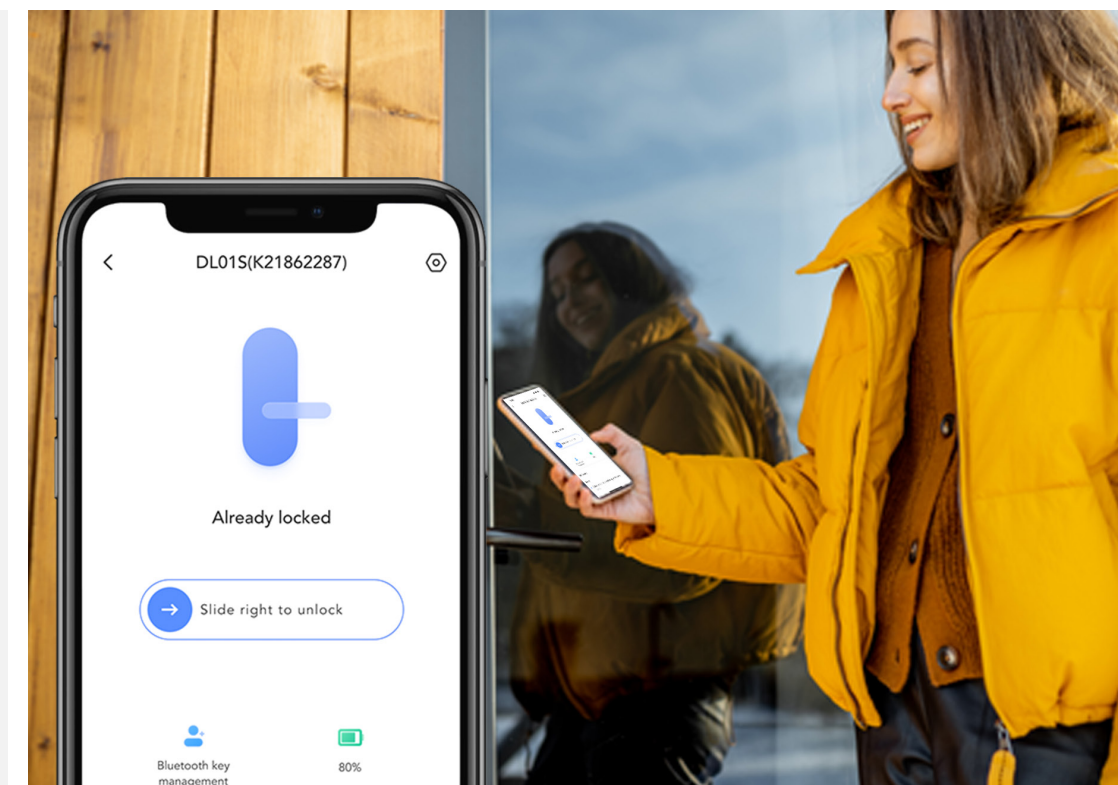 DL01S(K21862287)
Already locked
Slide right to unlock
Bluetooth key
management
80%